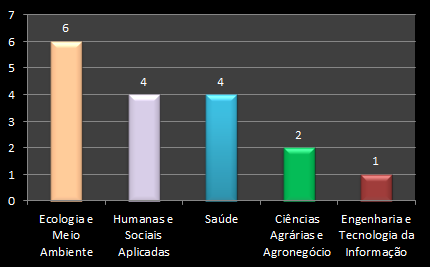 7
6
5
4
3
2
1
0
6
4
4
2
1
Ecologia e
Meio
Ambiente
Humanas e
Sociais
Aplicadas
Saúde
Ciências
Agrárias e
Agronegócio
Engenharia e
Tecnologia da
Informação